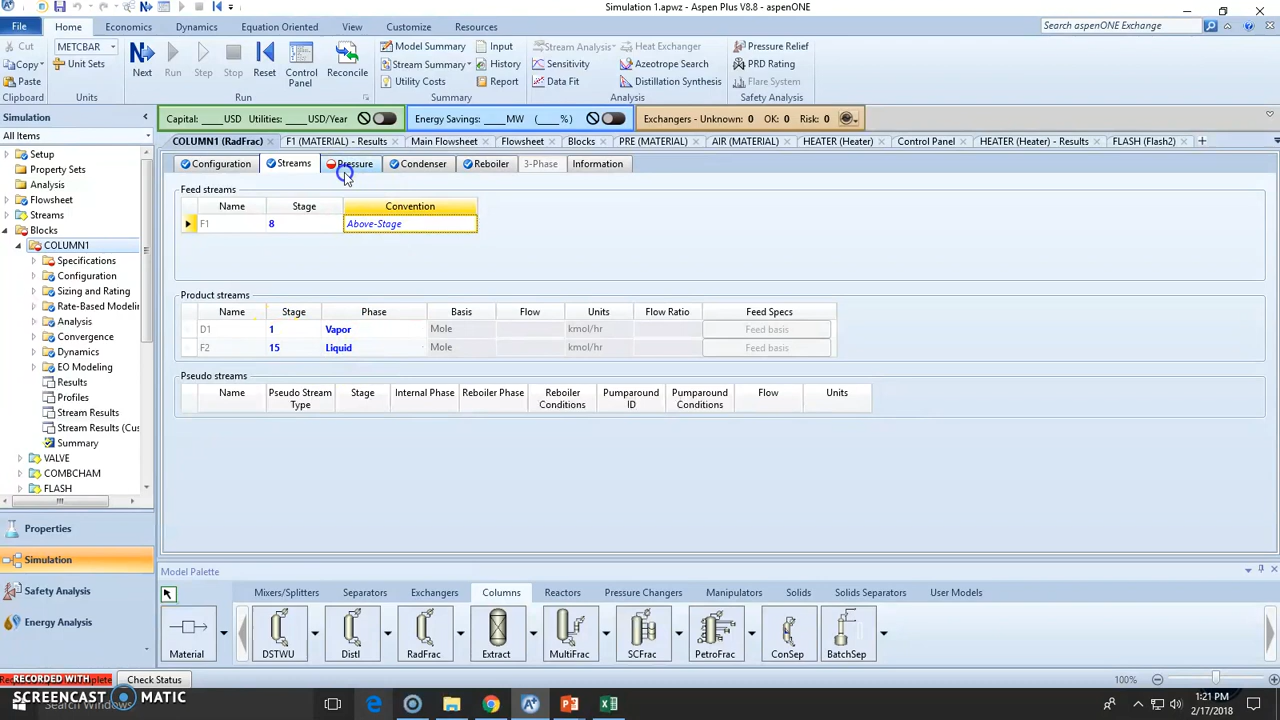 Simulation 1.apwz - Aspen Plus V8.8 - aspenONE
File Home Economics Dynamics Equation Oriented View Customize Resources Search aspenONE Exchange
Cut METCBAR Model Summary Input Stream Analysis Heat Exchanger Pressure Relief
Copy Unit Sets Next Run Step Stop Reset Control Panel Reconcile Stream Summary History Sensitivity Azeotrope Search PRD Rating
Paste Utility Costs Report Data Fit Distillation Synthesis Flare System
Clipboard Units Run Summary Analysis Safety Analysis
Simulation Capital: ____USD Utilities: ____USD/Year Energy Savings: ____MW (____%) Exchangers - Unknown: 0 OK: 0 Risk: 0
All Items COLUMN1 (RadFrac) F1 (MATERIAL) - Results Main Flowsheet Flowsheet Blocks PRE (MATERIAL) AIR (MATERIAL) HEATER (Heater) Control Panel HEATER (Heater) - Results FLASH (Flash2)
Setup
Property Sets
Analysis
Flowsheet
Streams
Blocks
COLUMN1
Specifications
Configuration
Sizing and Rating
Rate-Based Modelin
Analysis
Convergence
Dynamics
EO Modeling
Results
Profiles
Stream Results
Stream Results (Cus
Summary
VALVE
COMBCHAM
FLASH
Properties
Simulation
Safety Analysis
Energy Analysis
Configuration Streams Pressure Condenser Reboiler 3-Phase Information
Feed streams
Name Stage Convention
F1 8 Above-Stage
Product streams
Name Stage Phase Basis Flow Units Flow Ratio Feed Specs
D1 1 Vapor Mole kmol/hr Feed basis
F2 15 Liquid Mole kmol/hr Feed basis
Pseudo streams
Name Pseudo Stream Type Stage Internal Phase Reboiler Phase Reboiler Conditions Pumparound ID Pumparound Conditions Flow Units
Model Palette
Mixers/Splitters Separators Exchangers Columns Reactors Pressure Changers Manipulators Solids Solids Separators User Models
Material DSTWU Distl RadFrac Extract MultiFrac SCFrac PetroFrac ConSep BatchSep
RECORDED WITH
SCREENCAST MATIC
Check Status 100%
1:21 PM
2/17/2018